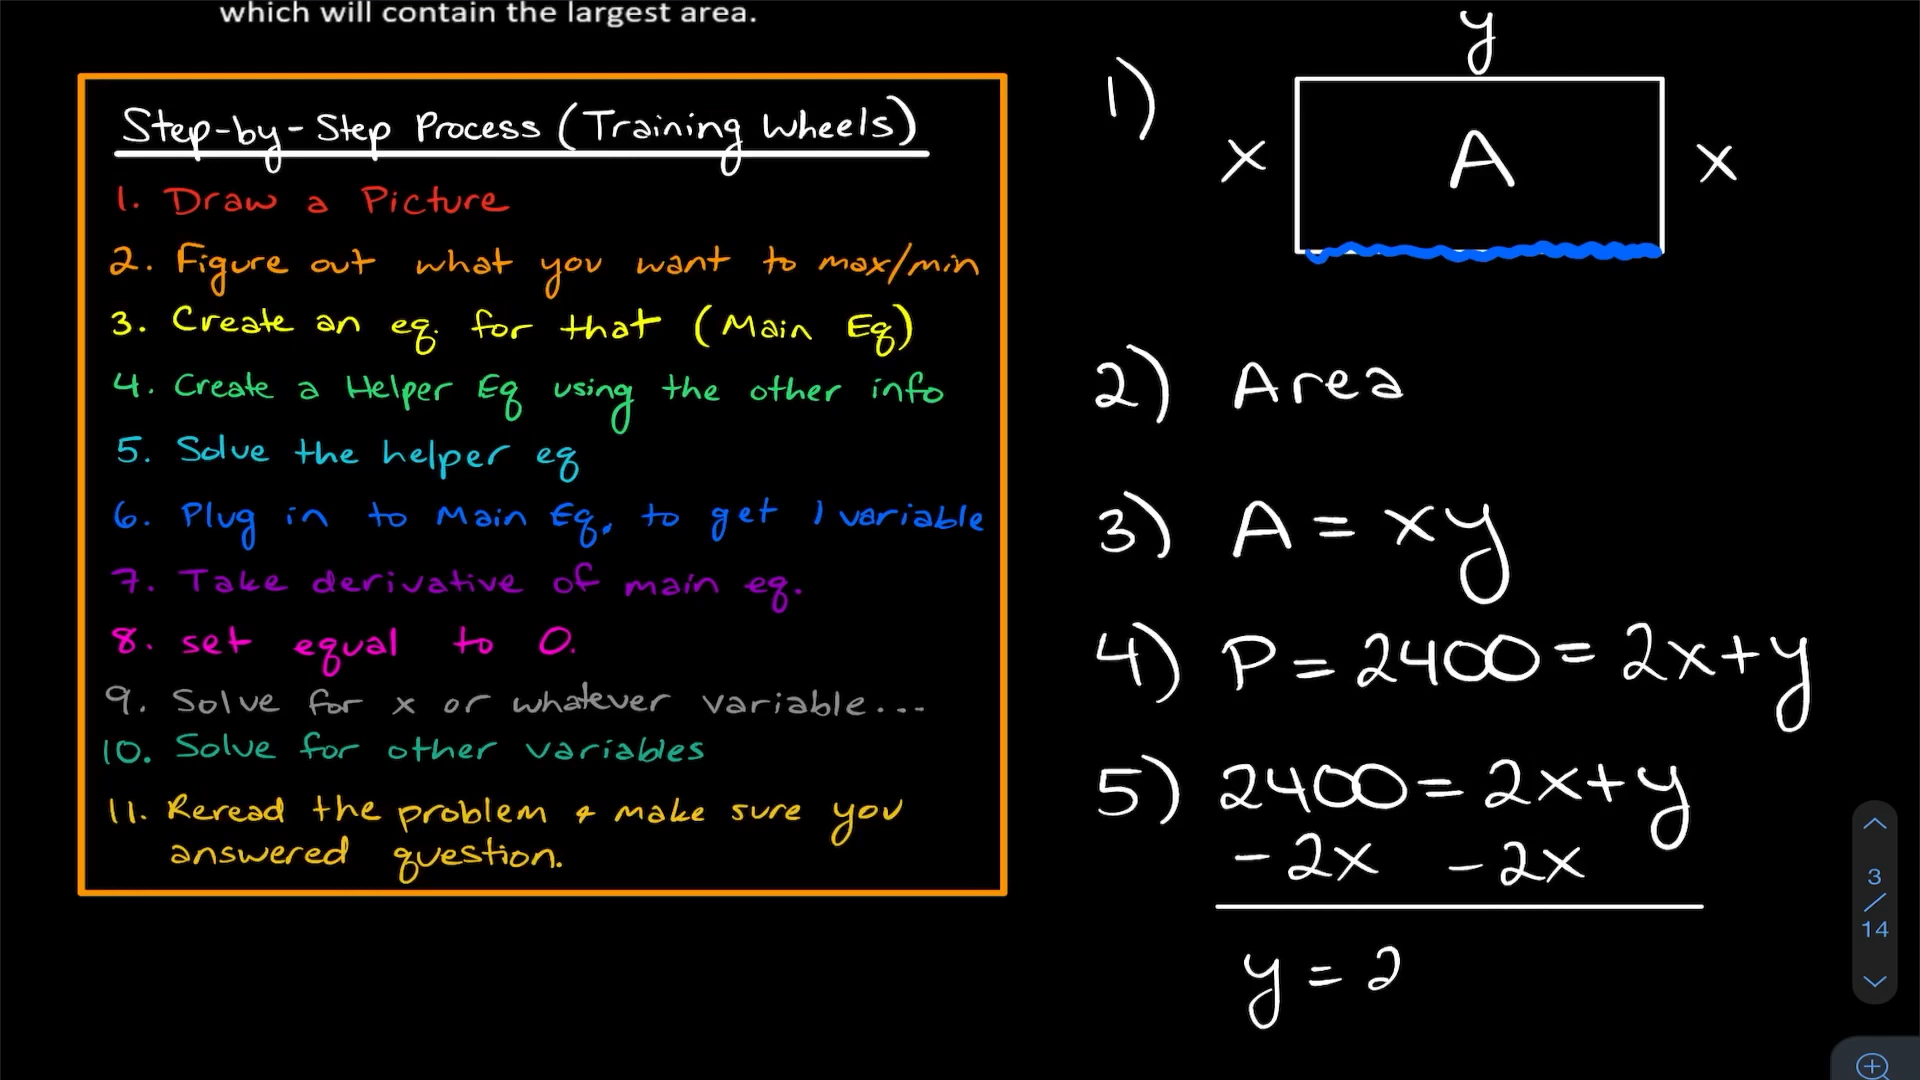 which will contain the largest area.
Step-by-Step Process (Training Wheels)
1. Draw a Picture
2. Figure out what you want to max/min
3. Create an eq. for that (Main Eq)
4. Create a Helper Eq using the other info
5. Solve the helper eq
6. Plug in to Main Eq. to get 1 variable
7. Take derivative of main eq.
8. set equal to 0.
9. Solve for x or whatever variable...
10. Solve for other variables
11. Reread the problem & make sure you
answered question.
y
1)
x A x
2) Area
3) A = xy
4) P = 2400 = 2x+y
5) 2400 = 2x+y
-2x -2x
y = 2
3
/
14